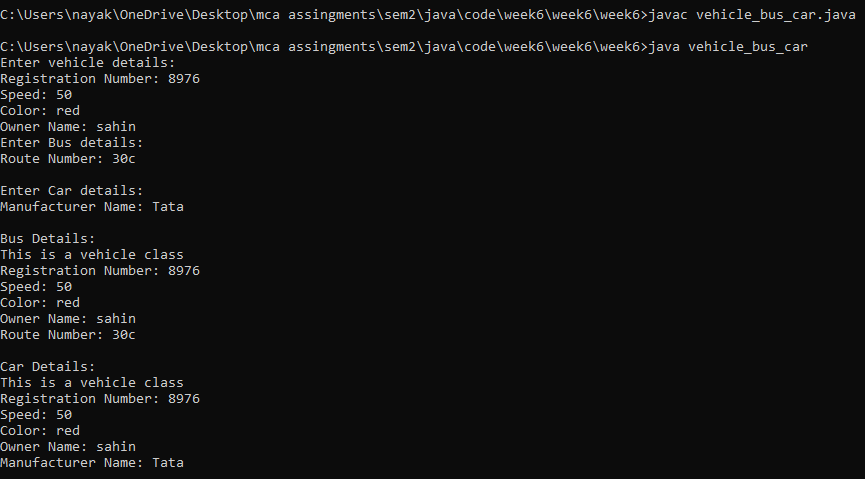 C:\Users\nayak\OneDrive\Desktop\mca assingments\sem2\java\code\week6\week6\week6>javac vehicle_bus_car.java
C:\Users\nayak\OneDrive\Desktop\mca assingments\sem2\java\code\week6\week6\week6>java vehicle_bus_car
Enter vehicle details:
Registration Number: 8976
Speed: 50
Color: red
Owner Name: sahin
Enter Bus details:
Route Number: 30c
Enter Car details:
Manufacturer Name: Tata
Bus Details:
This is a vehicle class
Registration Number: 8976
Speed: 50
Color: red
Owner Name: sahin
Route Number: 30c
Car Details:
This is a vehicle class
Registration Number: 8976
Speed: 50
Color: red
Owner Name: sahin
Manufacturer Name: Tata